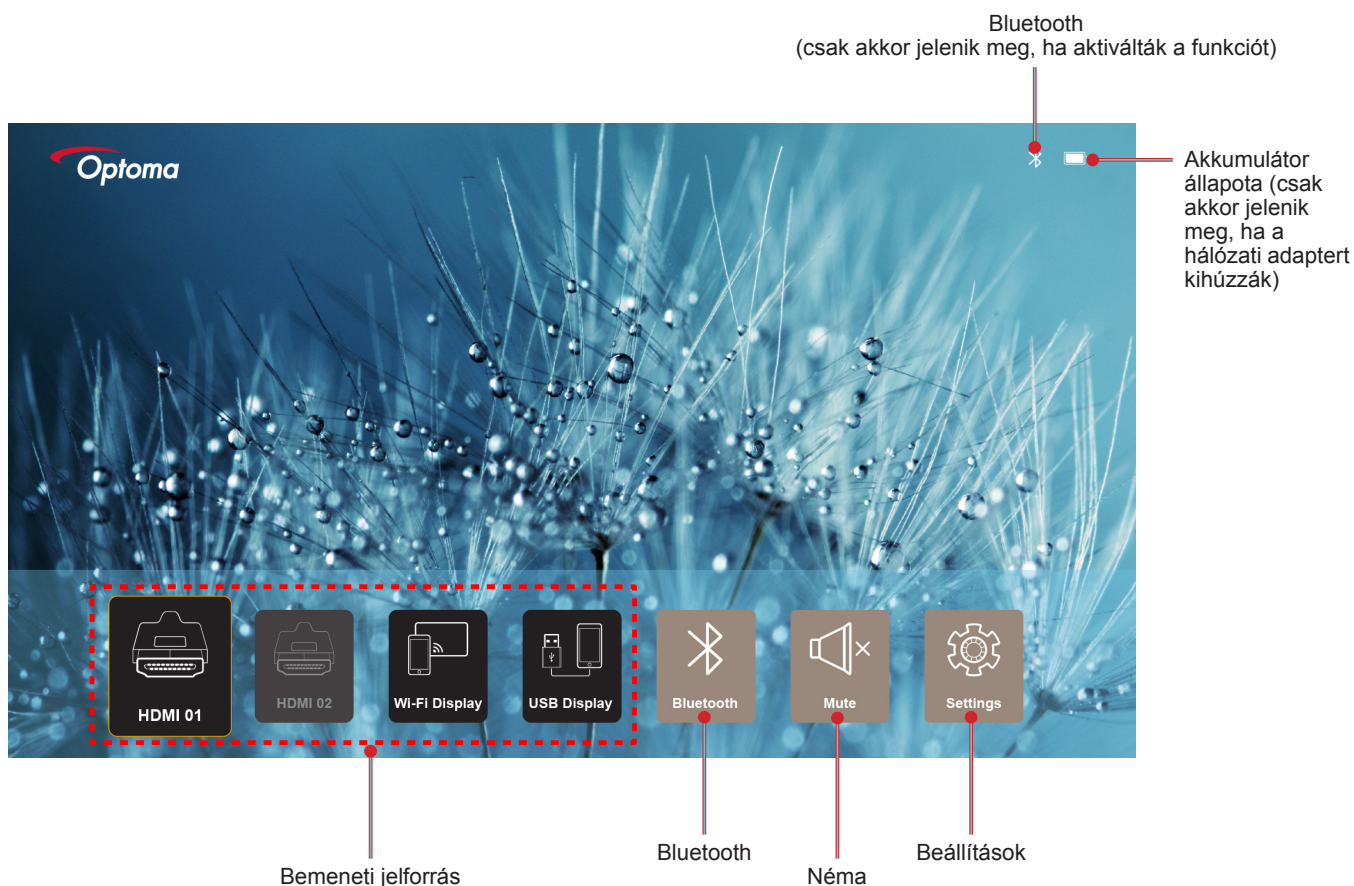 Bluetooth
(csak akkor jelenik meg, ha aktiválták a funkciót)
Optoma
Akkumulátor
állapota (csak
akkor jelenik
meg, ha a
hálózati adaptert
kihúzzák)
HDMI 01
HDMI 02
Wi-Fi Display
USB Display
Bluetooth
Mute
Settings
Bemeneti jelforrás
Bluetooth
Néma
Beállítások